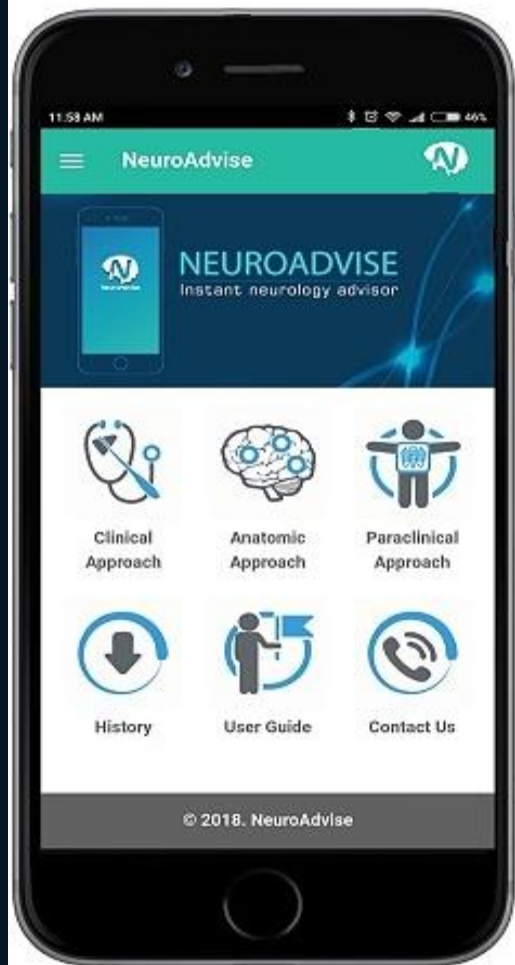 11:58 AM 46%
NeuroAdvise
N
N
NEUROADVISE
Instant neurology advisor
Clinical Approach
Anatomic Approach
Paraclinical Approach
History
User Guide
Contact Us
© 2018. NeuroAdvise